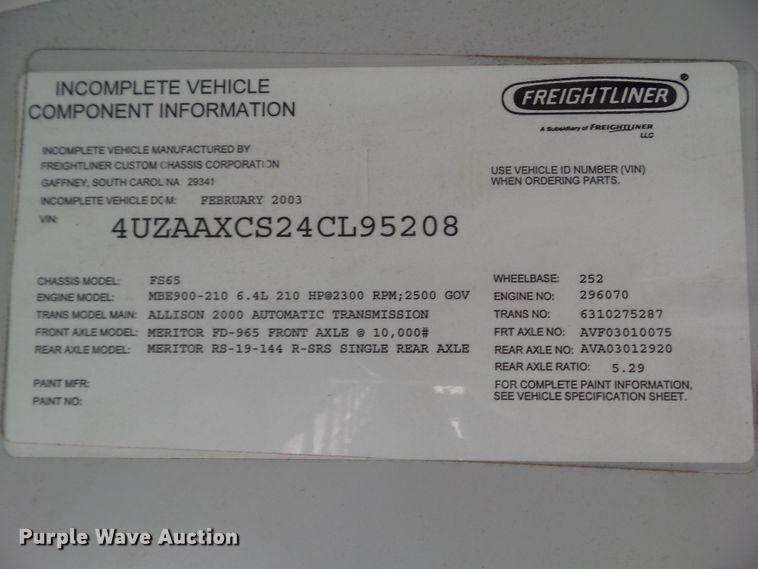 INCOMPLETE VEHICLE
COMPONENT INFORMATION
FREIGHTLINER®
A Subsidiary of FREIGHTLINER
LLC
INCOMPLETE VEHICLE MANUFACTURED BY
FREIGHTLINER CUSTOM CHASSIS CORPORATION
GAFFNEY, SOUTH CAROLINA 29341
INCOMPLETE VEHICLE DOM: FEBRUARY 2003
USE VEHICLE ID NUMBER (VIN)
WHEN ORDERING PARTS.
VIN: 4UZAAXCS24CL95208
CHASSIS MODEL: FS65
ENGINE MODEL: MBE900-210 6.4L 210 HP@2300 RPM;2500 GOV
TRANS MODEL MAIN: ALLISON 2000 AUTOMATIC TRANSMISSION
FRONT AXLE MODEL: MERITOR FD-965 FRONT AXLE @ 10,000#
REAR AXLE MODEL: MERITOR RS-19-144 R-SRS SINGLE REAR AXLE
PAINT MFR:
PAINT NO:
WHEELBASE: 252
ENGINE NO: 296070
TRANS NO: 6310275287
FRT AXLE NO: AVF03010075
REAR AXLE NO: AVA03012920
REAR AXLE RATIO: 5.29
FOR COMPLETE PAINT INFORMATION,
SEE VEHICLE SPECIFICATION SHEET.
Purple Wave Auction